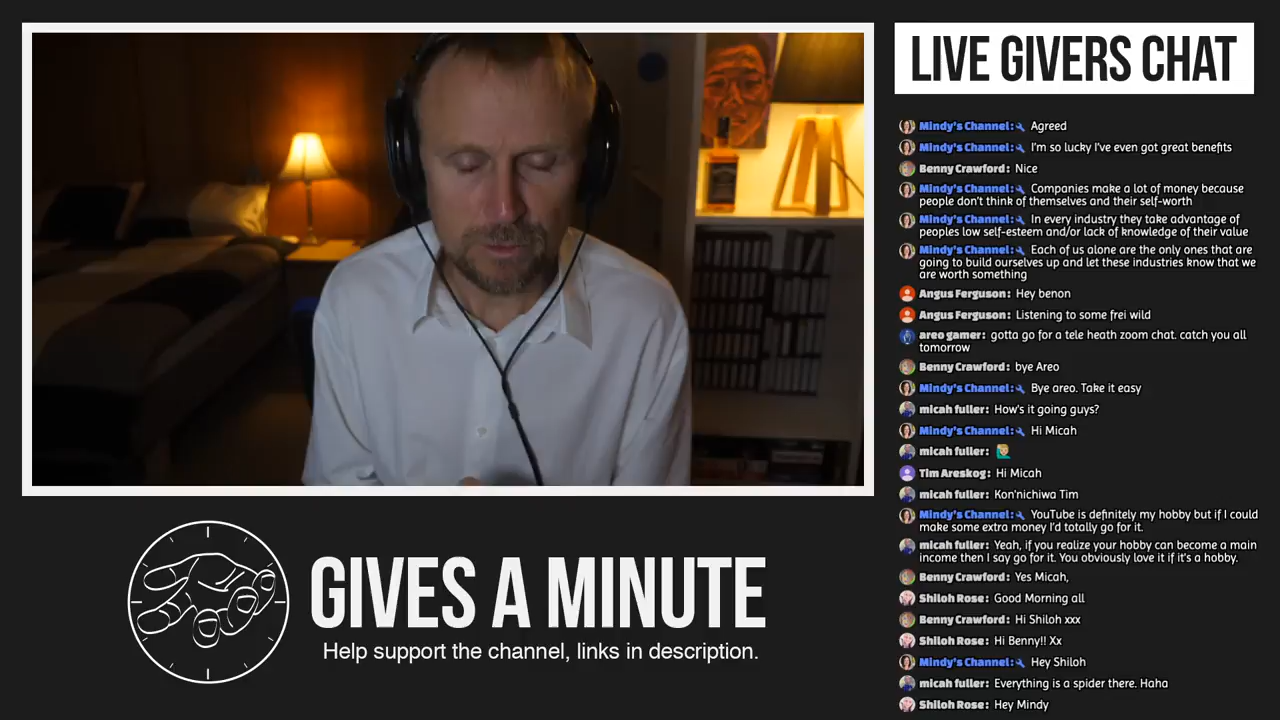 LIVE GIVERS CHAT
Mindy's Channel: Agreed
Mindy's Channel: I'm so lucky I've even got great benefits
Benny Crawford: Nice
Mindy's Channel: Companies make a lot of money because
people don't think of themselves and their self-worth
Mindy's Channel: In every industry they take advantage of
peoples low self-esteem and/or lack of knowledge of their value
Mindy's Channel: Each of us alone are the only ones that are
going to build ourselves up and let these industries know that we
are worth something
Angus Ferguson: Hey benon
Angus Ferguson: Listening to some frei wild
areo gamer: gotta go for a tele heath zoom chat. catch you all
tomorrow
Benny Crawford: bye Areo
Mindy's Channel: Bye areo. Take it easy
micah fuller: How's it going guys?
Mindy's Channel: Hi Micah
micah fuller:
Tim Areskog: Hi Micah
micah fuller: Kon'nichiwa Tim
Mindy's Channel: YouTube is definitely my hobby but if I could
make some extra money I'd totally go for it.
micah fuller: Yeah, if you realize your hobby can become a main
income then I say go for it. You obviously love it if it's a hobby.
Benny Crawford: Yes Micah,
Shiloh Rose: Good Morning all
Benny Crawford: Hi Shiloh xxx
Shiloh Rose: Hi Benny!! Xx
Mindy's Channel: Hey Shiloh
micah fuller: Everything is a spider there. Haha
Shiloh Rose: Hey Mindy
GIVES A MINUTE
Help support the channel, links in description.